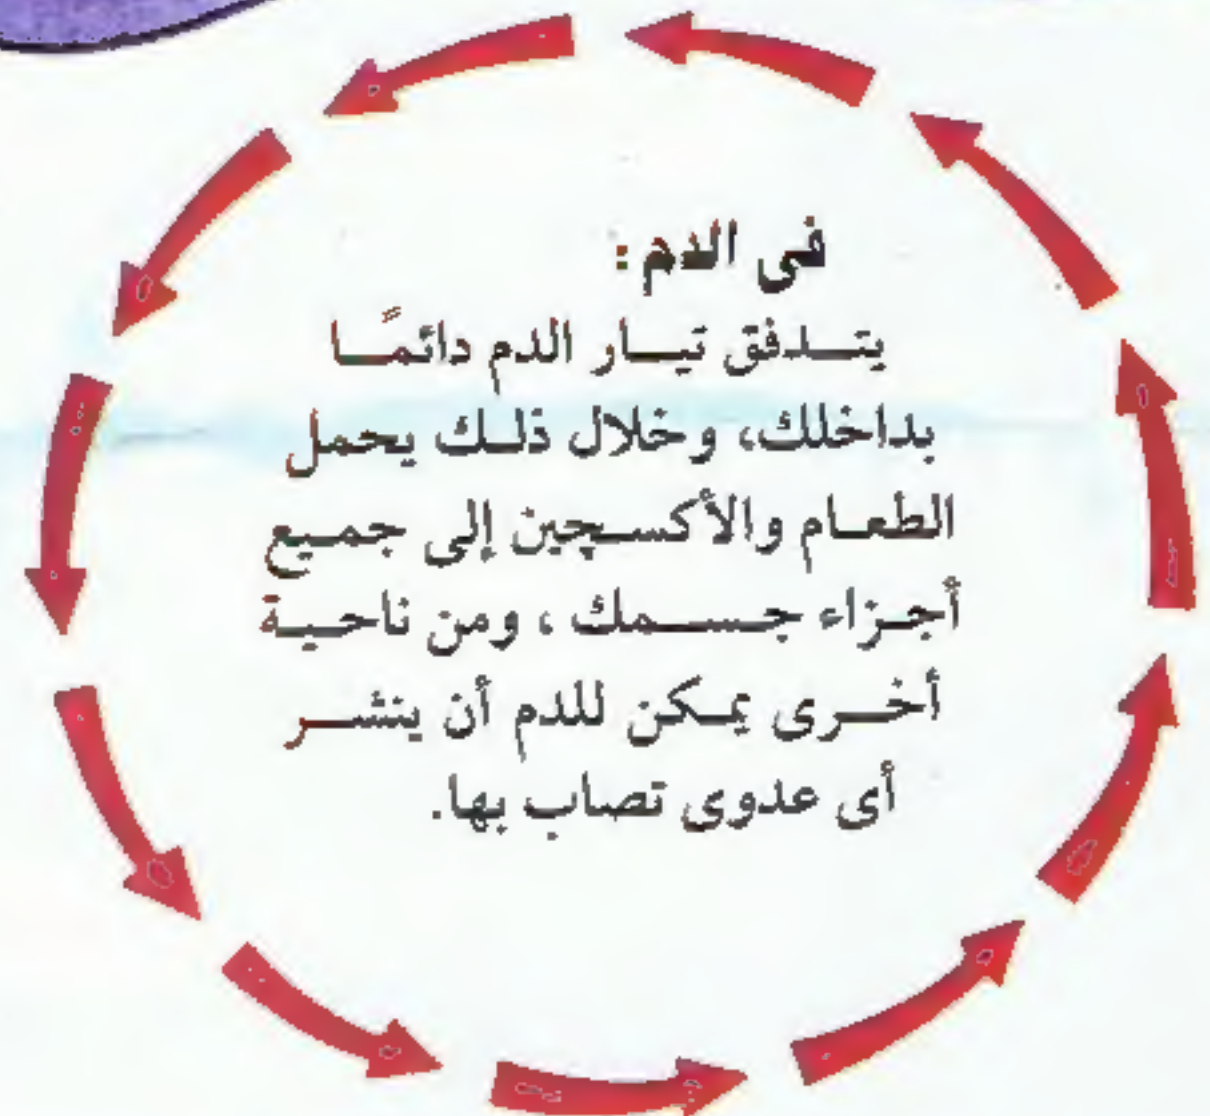 فى الدم :
يتدفق تيار الدم دائمًا
بداخلك، وخلال ذلك يحمل
الطعام والأكسچين إلى جميع
أجزاء جسمك ، ومن ناحية
أخرى يمكن للدم أن ينشر
أى عدوى تصاب بها.